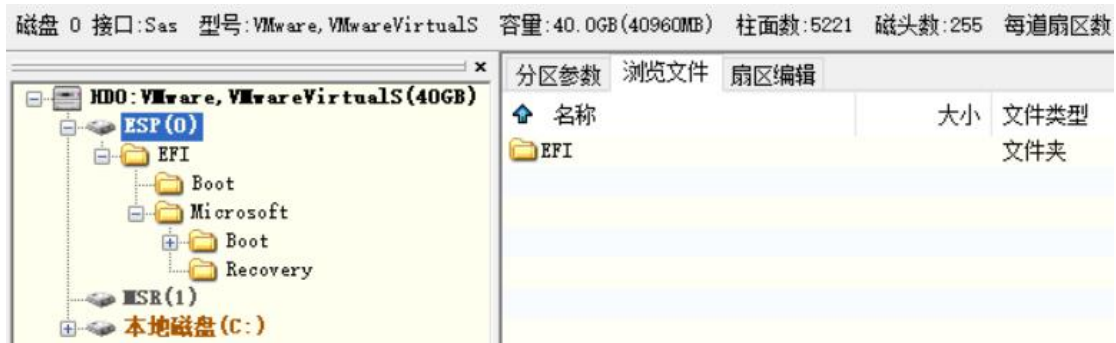 磁盘 0 接口:Sas 型号:VMware,VMwareVirtualS 容量:40.0GB(40960MB) 柱面数:5221 磁头数:255 每道扇区数
分区参数 浏览文件 扇区编辑
HD0:VMware,VMwareVirtualS(40GB)
ESP(0)
EFI
Boot
Microsoft
Boot
Recovery
MSR(1)
本地磁盘(C:)
名称 大小 文件类型
EFI 文件夹